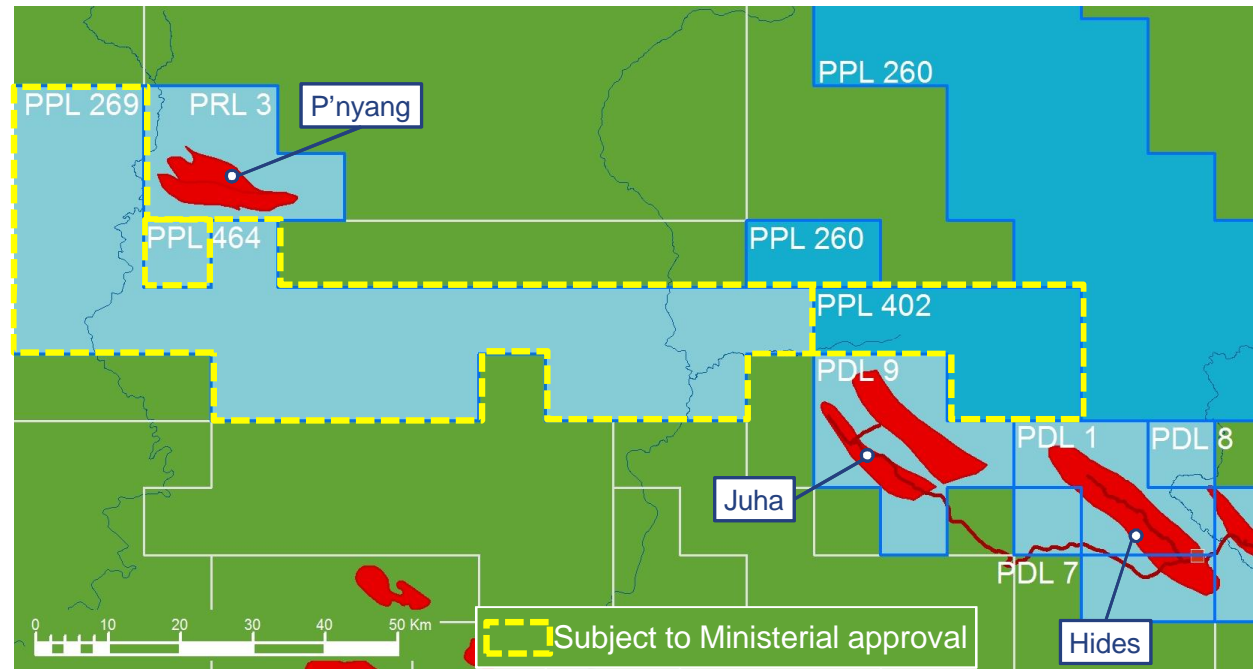 PPL 260
PPL 269
PRL 3
P'nyang
PPL 464
PPL 260
PPL 402
PDL 9
PDL 1
PDL 8
Juha
PDL 7
0 10 20 30 40 50 Km
Subject to Ministerial approval
Hides